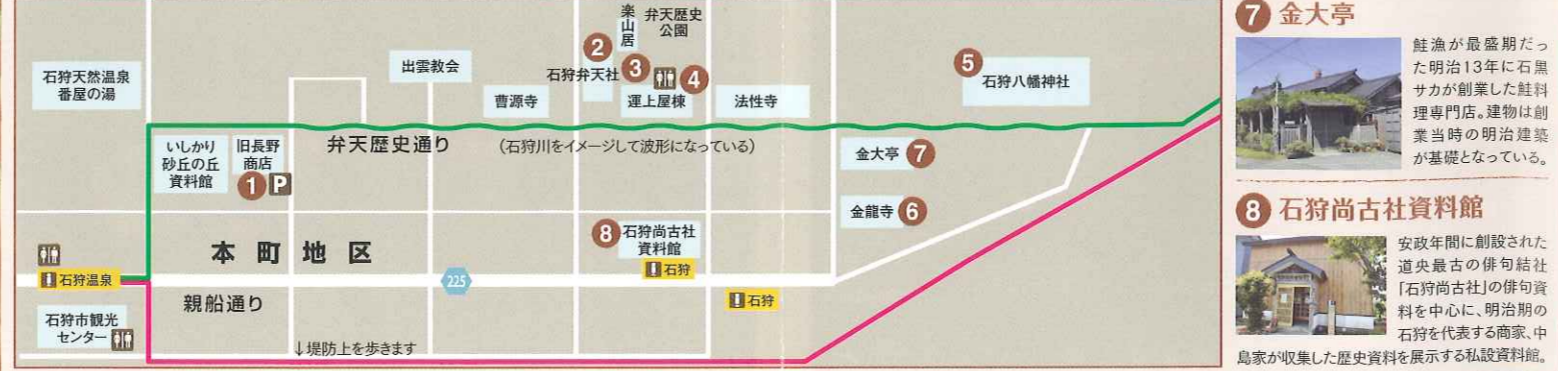 楽山居
弁天歴史
公園
2
石狩弁天社
3
4
運上屋棟
出雲教会
石狩天然温泉
番屋の湯
曹源寺
法性寺
5
石狩八幡神社
いしかり
砂丘の丘
資料館
旧長野
商店
1
P
弁天歴史通り
(石狩川をイメージして波形になっている)
金大亭
7
金龍寺
6
本町地区
8
石狩尚古社
資料館
石狩
石狩温泉
225
石狩
親船通り
石狩市観光
センター
↓堤防上を歩きます
7 金大亭
鮭漁が最盛期だっ
た明治13年に石黒
サカが創業した鮭料
理専門店。建物は創
業当時の明治建築
が基礎となっている。
8 石狩尚古社資料館
安政年間に創設された
道央最古の俳句結社
「石狩尚古社」の俳句資
料を中心に、明治期の
石狩を代表する商家、中
島家が収集した歴史資料を展示する私設資料館。